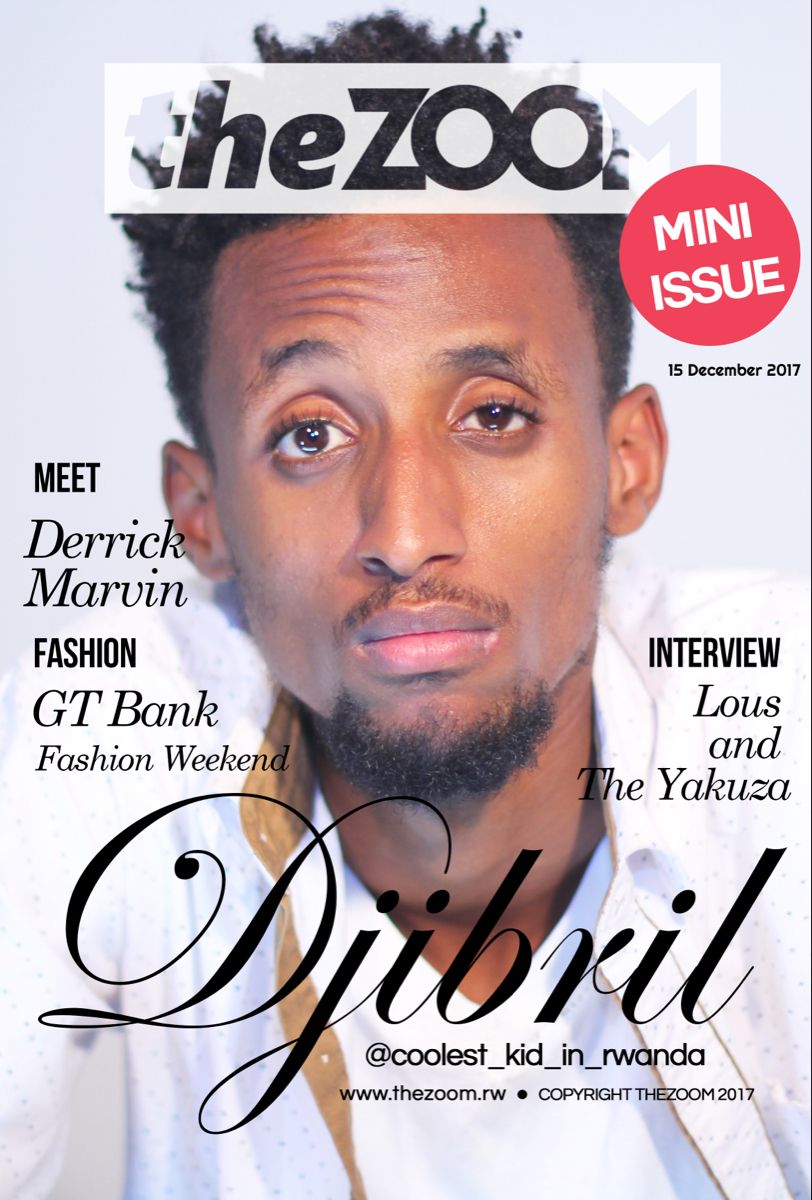 theZOOM
MINI
ISSUE
15 December 2017
MEET
Derrick
Marvin
FASHION
GT Bank
Fashion Weekend
INTERVIEW
Lous
and
The Yakuza
Djibril
@coolest_kid_in_rwanda
www.thezoom.rw ● COPYRIGHT THEZOOM 2017